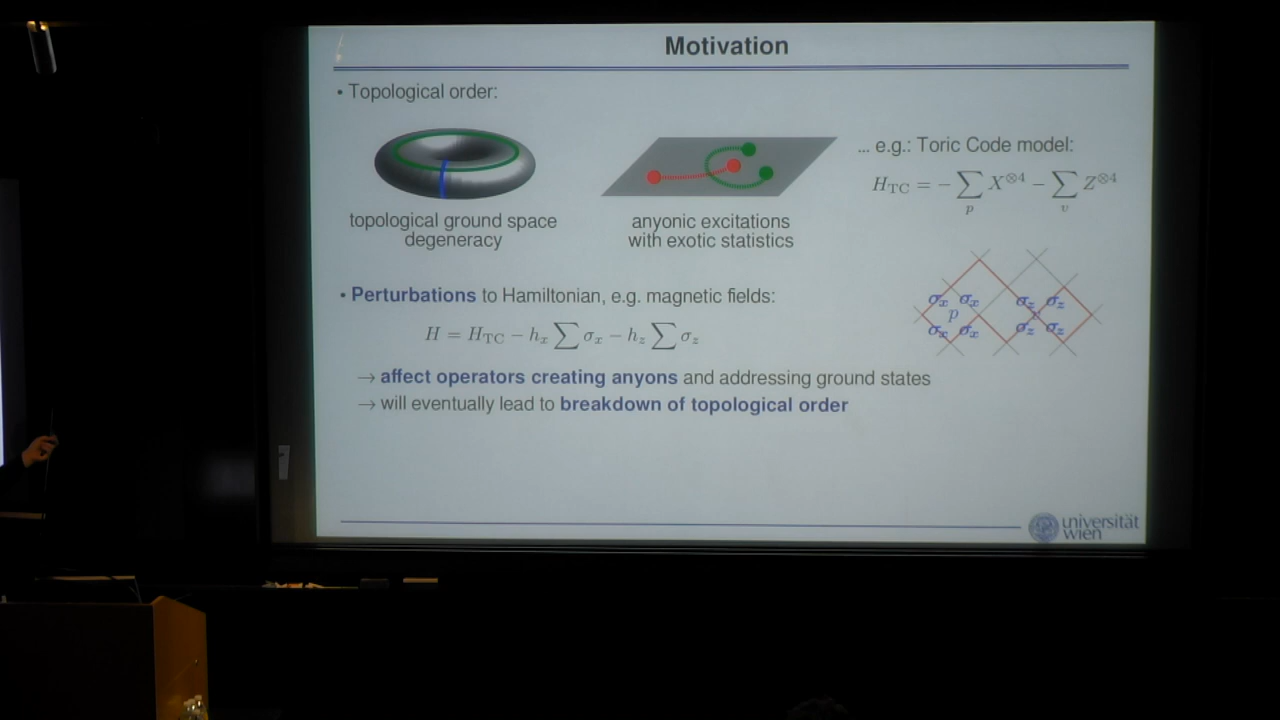 Motivation
• Topological order:
topological ground space
degeneracy
anyonic excitations
with exotic statistics
... e.g.: Toric Code model:
H_TC = − ∑_p X^⊗4 − ∑_v Z^⊗4
σ_x σ_x σ_z σ_z
p
σ_x σ_x σ_z σ_z
• Perturbations to Hamiltonian, e.g. magnetic fields:
H = H_TC − h_x ∑ σ_x − h_z ∑ σ_z
→ affect operators creating anyons and addressing ground states
→ will eventually lead to breakdown of topological order
universität
wien